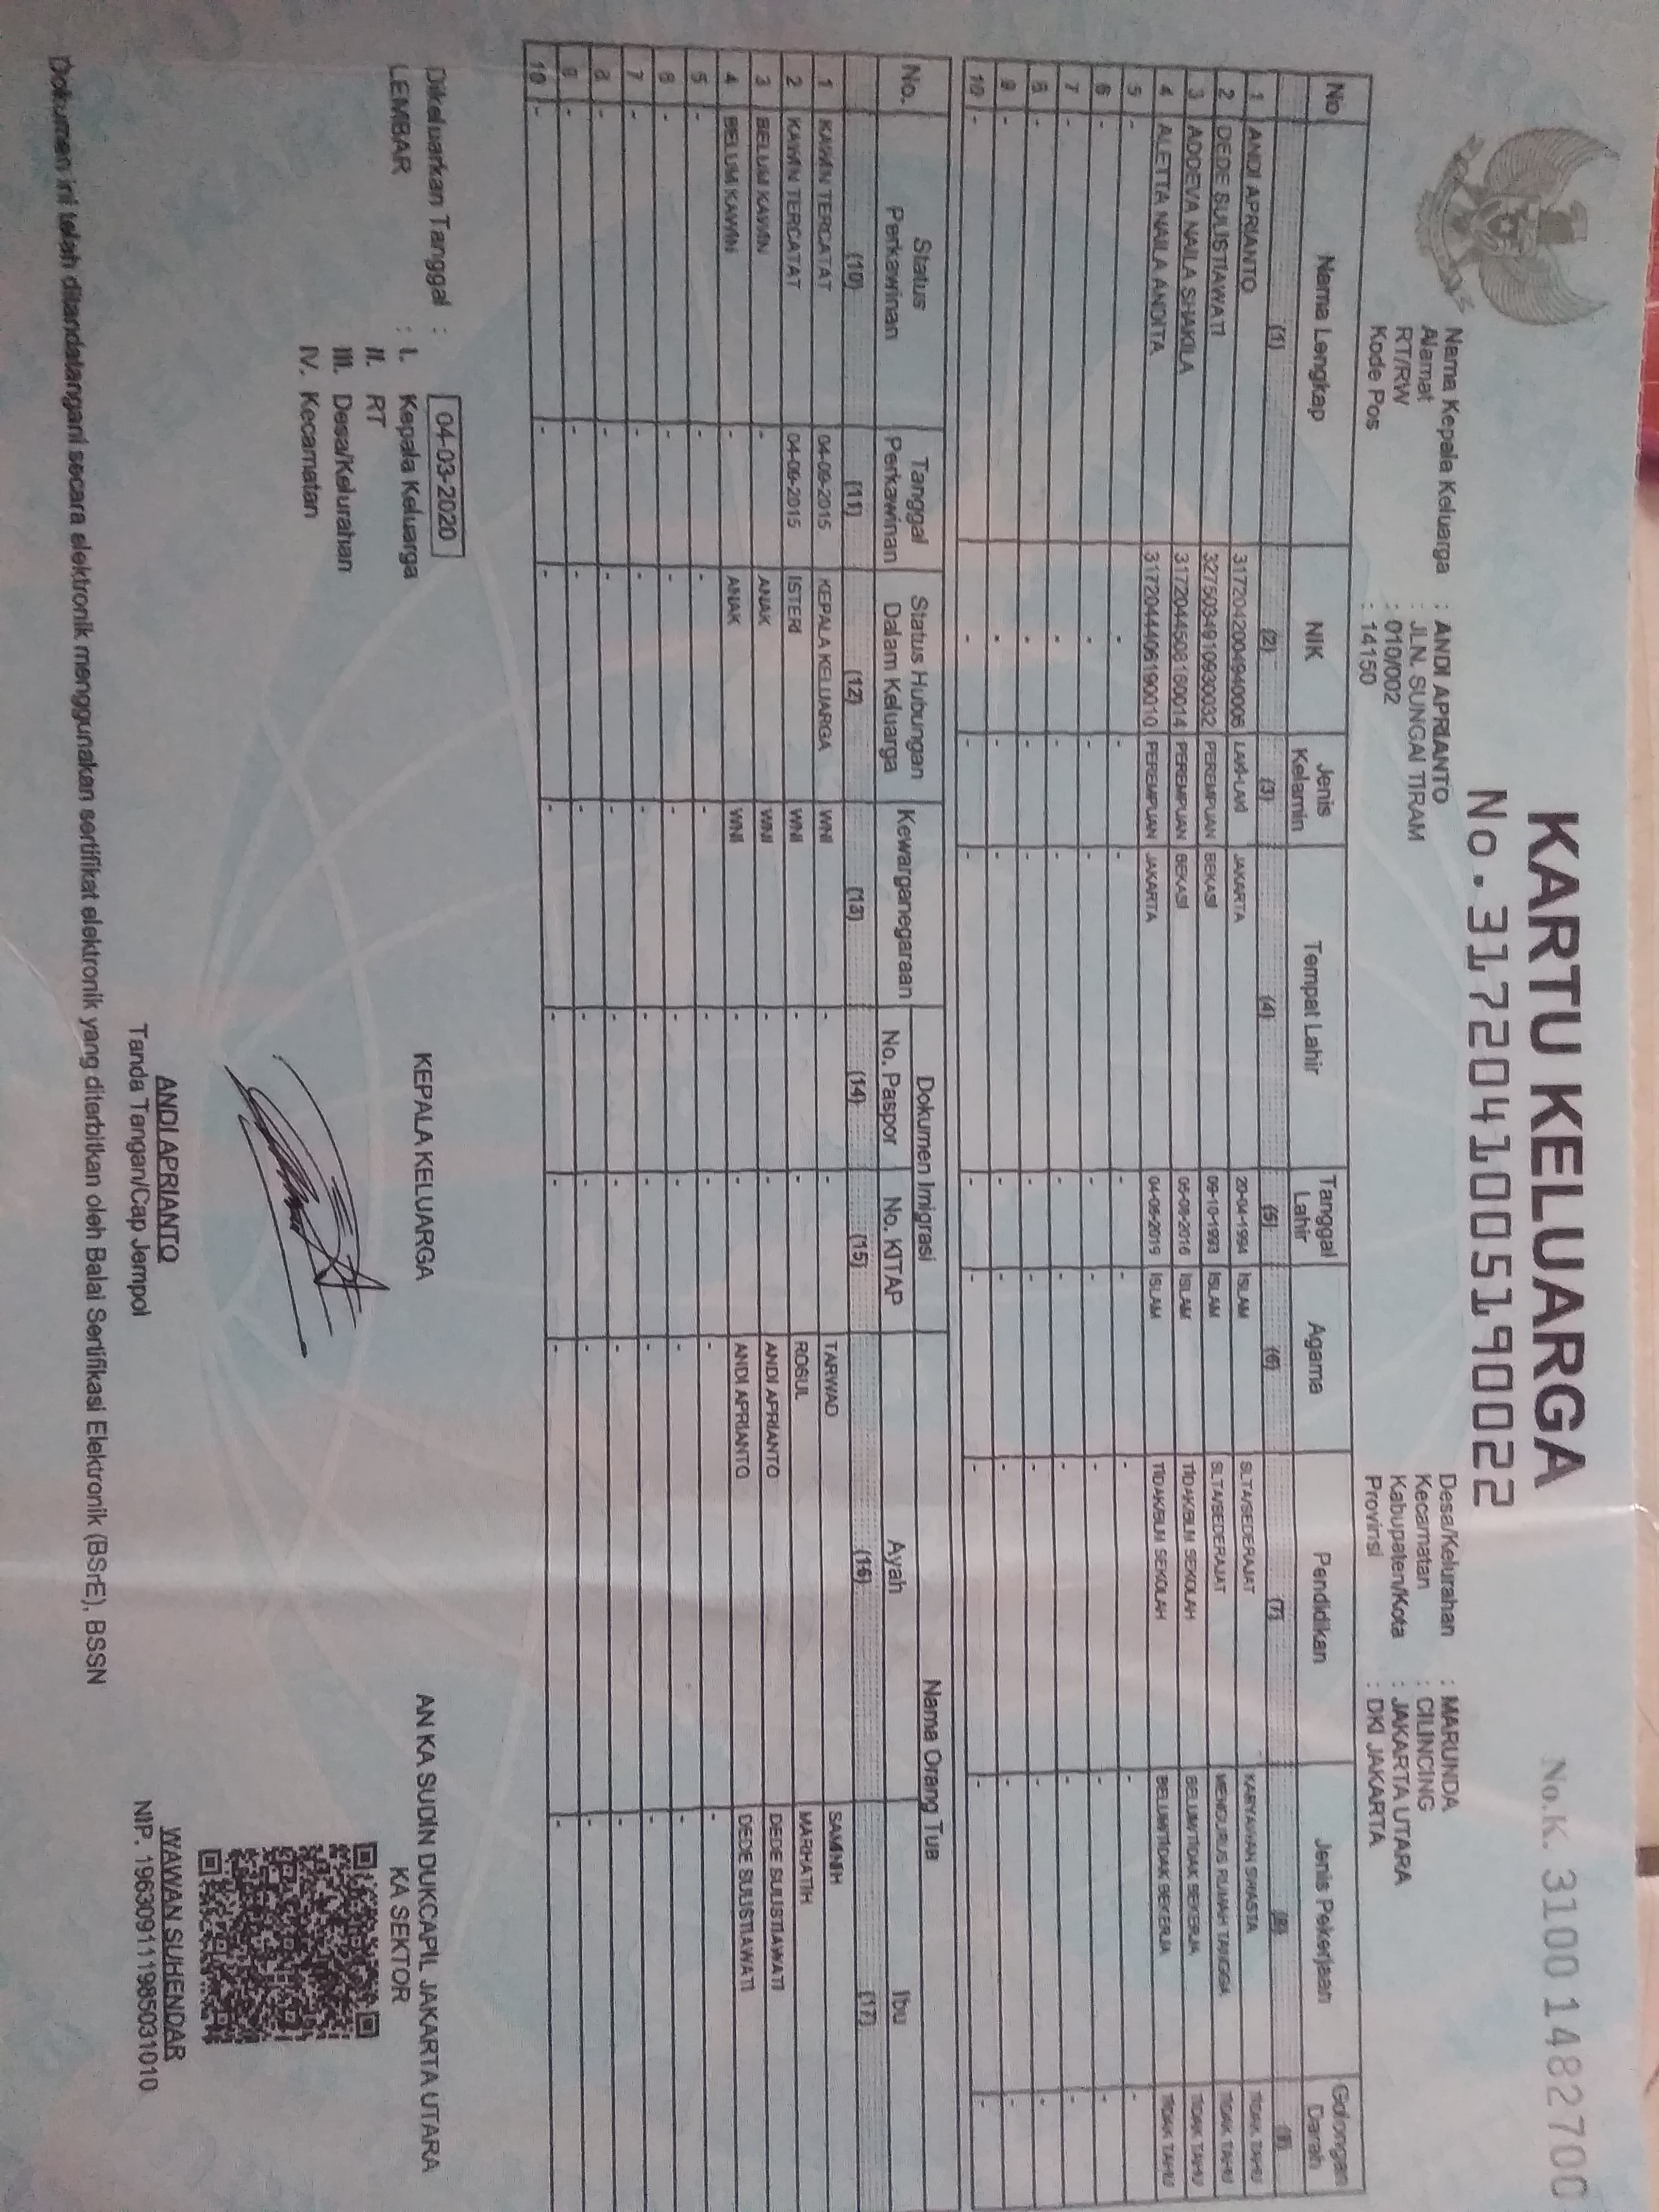 KARTU KELUARGA
No.K. 3100 1482700
No. 3172041005190022
Nama Kepala Keluarga : ANDI APRIANTO
Alamat : JLN. SUNGAI TIRAM
RT/RW : 010/002
Kode Pos : 14150
Desa/Kelurahan : MARUNDA
Kecamatan : CILINCING
Kabupaten/Kota : JAKARTA UTARA
Provinsi : DKI JAKARTA
No Nama Lengkap NIK Jenis Kelamin Tempat Lahir Tanggal Lahir Agama Pendidikan Jenis Pekerjaan Golongan Darah
(1) (2) (3) (4) (5) (6) (7) (8) (9)
1 ANDI APRIANTO 3172042004940006 LAKI-LAKI JAKARTA 20-04-1994 ISLAM SLTA/SEDERAJAT KARYAWAN SWASTA TIDAK TAHU
2 DEDE SULISTIAWATI 3275034910930032 PEREMPUAN BEKASI 09-10-1993 ISLAM SLTA/SEDERAJAT MENGURUS RUMAH TANGGA TIDAK TAHU
3 ADDEVA NAILA SHAKILA 3172044508160014 PEREMPUAN BEKASI 05-08-2016 ISLAM TIDAK/BLM SEKOLAH BELUM/TIDAK BEKERJA TIDAK TAHU
4 ALETTA NAILA ANDITA 3172044406190010 PEREMPUAN JAKARTA 04-06-2019 ISLAM TIDAK/BLM SEKOLAH BELUM/TIDAK BEKERJA TIDAK TAHU
5 - - - - - - - - -
6 - - - - - - - - -
7 - - - - - - - - -
8 - - - - - - - - -
9 - - - - - - - - -
10 - - - - - - - - -
No. Status Perkawinan Tanggal Perkawinan Status Hubungan Dalam Keluarga Kewarganegaraan Dokumen Imigrasi No. Paspor No. KITAP Nama Orang Tua Ayah Ibu
(10) (11) (12) (13) (14) (15) (16) (17)
1 KAWIN TERCATAT 04-09-2015 KEPALA KELUARGA WNI - - TARWAD SAMNIH
2 KAWIN TERCATAT 04-09-2015 ISTERI WNI - - ROSUL MARHATIH
3 BELUM KAWIN - ANAK WNI - - ANDI APRIANTO DEDE SULISTIAWATI
4 BELUM KAWIN - ANAK WNI - - ANDI APRIANTO DEDE SULISTIAWATI
5 - - - - - - - -
6 - - - - - - - -
7 - - - - - - - -
8 - - - - - - - -
9 - - - - - - - -
10 - - - - - - - -
Dikeluarkan Tanggal : 04-03-2020
LEMBAR : I. Kepala Keluarga
II. RT
III. Desa/Kelurahan
IV. Kecamatan
KEPALA KELUARGA
ANDI APRIANTO
Tanda Tangan/Cap Jempol
AN KA SUDIN DUKCAPIL JAKARTA UTARA
KA SEKTOR
WAWAN SUHENDAR
NIP. 196309111985031010
Dokumen ini telah ditandatangani secara elektronik menggunakan sertifikat elektronik yang diterbitkan oleh Balai Sertifikasi Elektronik (BSrE), BSSN